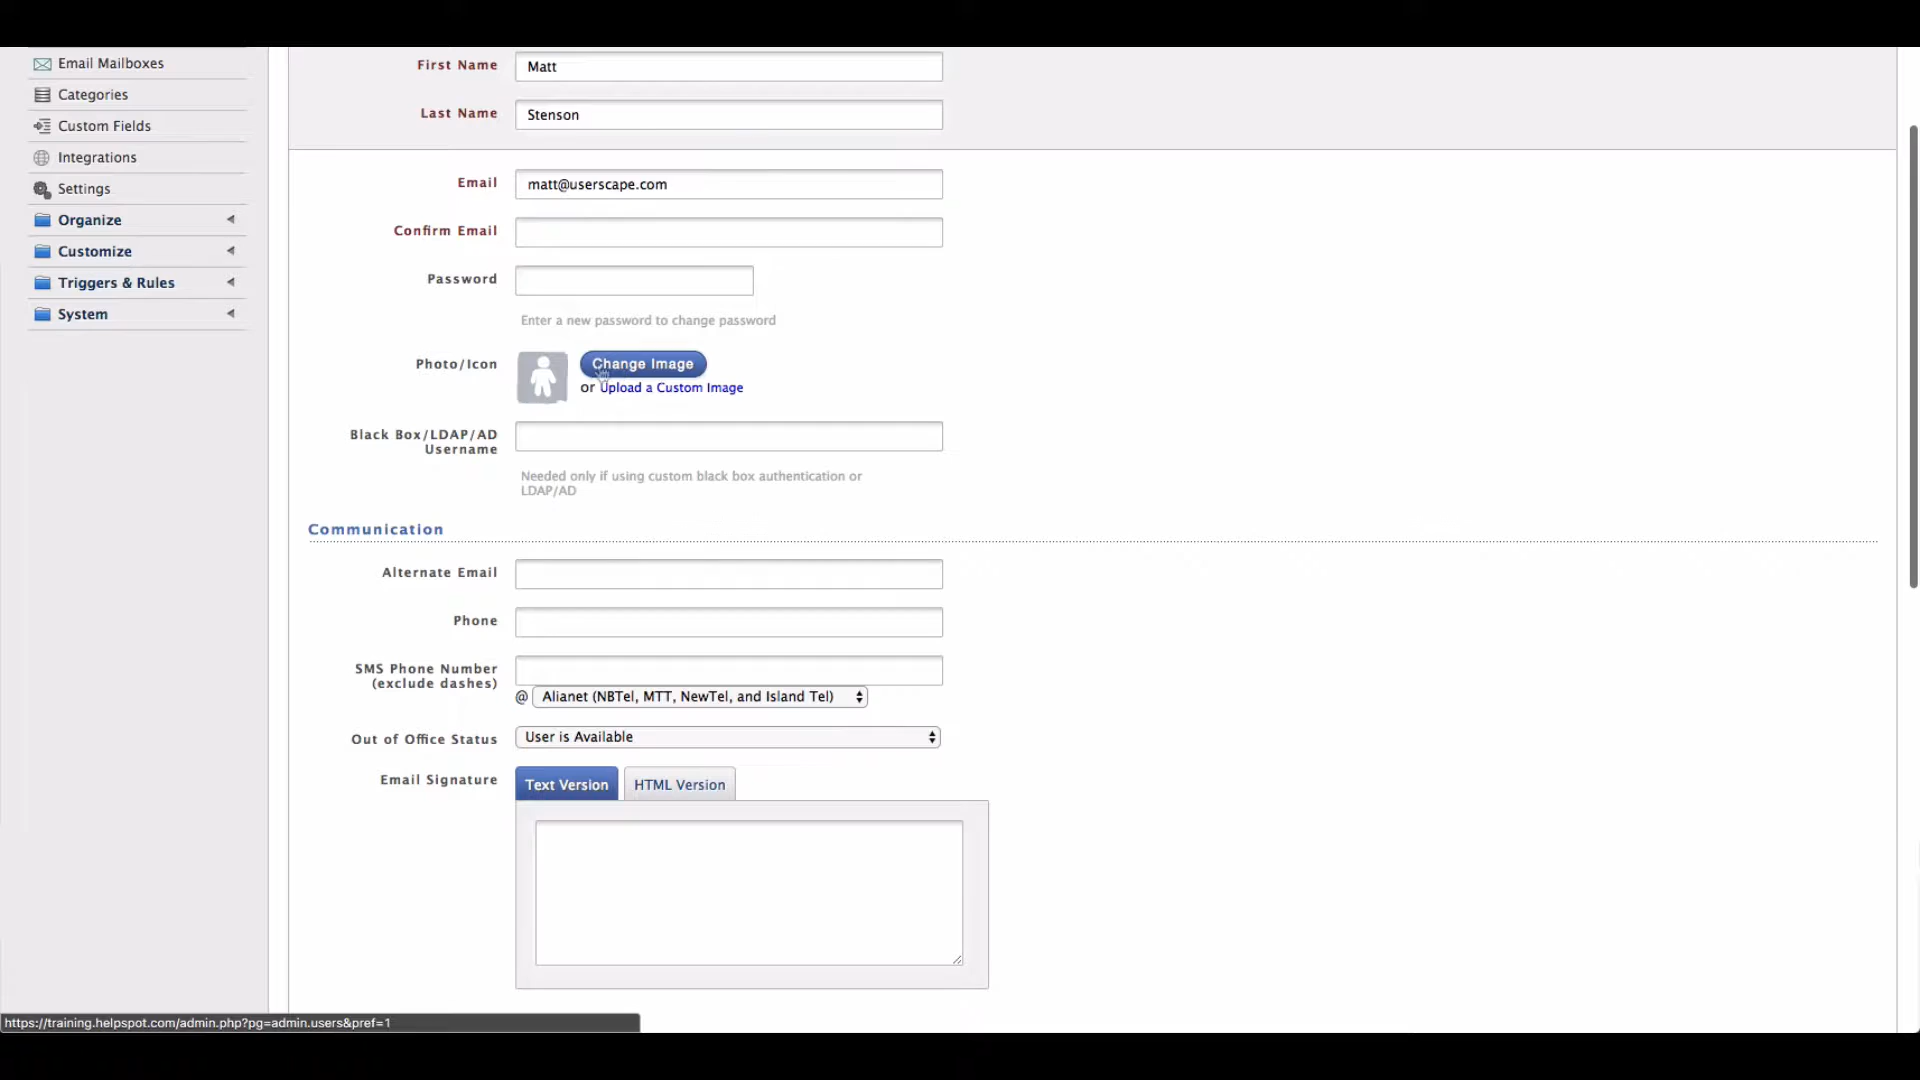 Email Mailboxes
Categories
Custom Fields
Integrations
Settings
Organize
Customize
Triggers & Rules
System
First Name
Matt
Last Name
Stenson
Email
matt@userscape.com
Confirm Email
Password
Enter a new password to change password
Photo/Icon
Change Image
or Upload a Custom Image
Black Box/LDAP/AD
Username
Needed only if using custom black box authentication or
LDAP/AD
Communication
Alternate Email
Phone
SMS Phone Number
(exclude dashes)
@ Alianet (NBTel, MTT, NewTel, and Island Tel)
Out of Office Status
User is Available
Email Signature
Text Version
HTML Version
https://training.helpspot.com/admin.php?pg=admin.users&pref=1